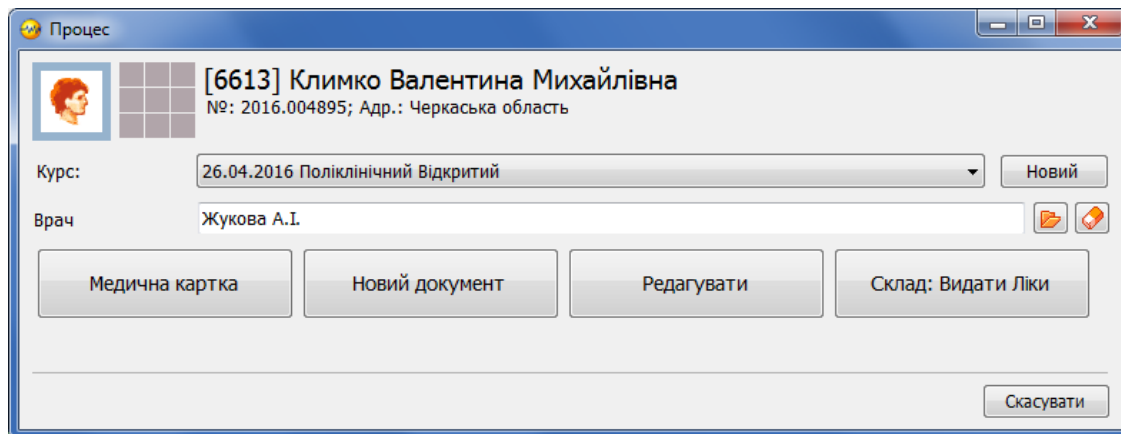 Процес
[6613] Климко Валентина Михайлівна
№: 2016.004895; Адр.: Черкаська область
Курс: 26.04.2016 Поліклінічний Відкритий Новий
Врач Жукова А.І.
Медична картка Новий документ Редагувати Склад: Видати Ліки
Скасувати